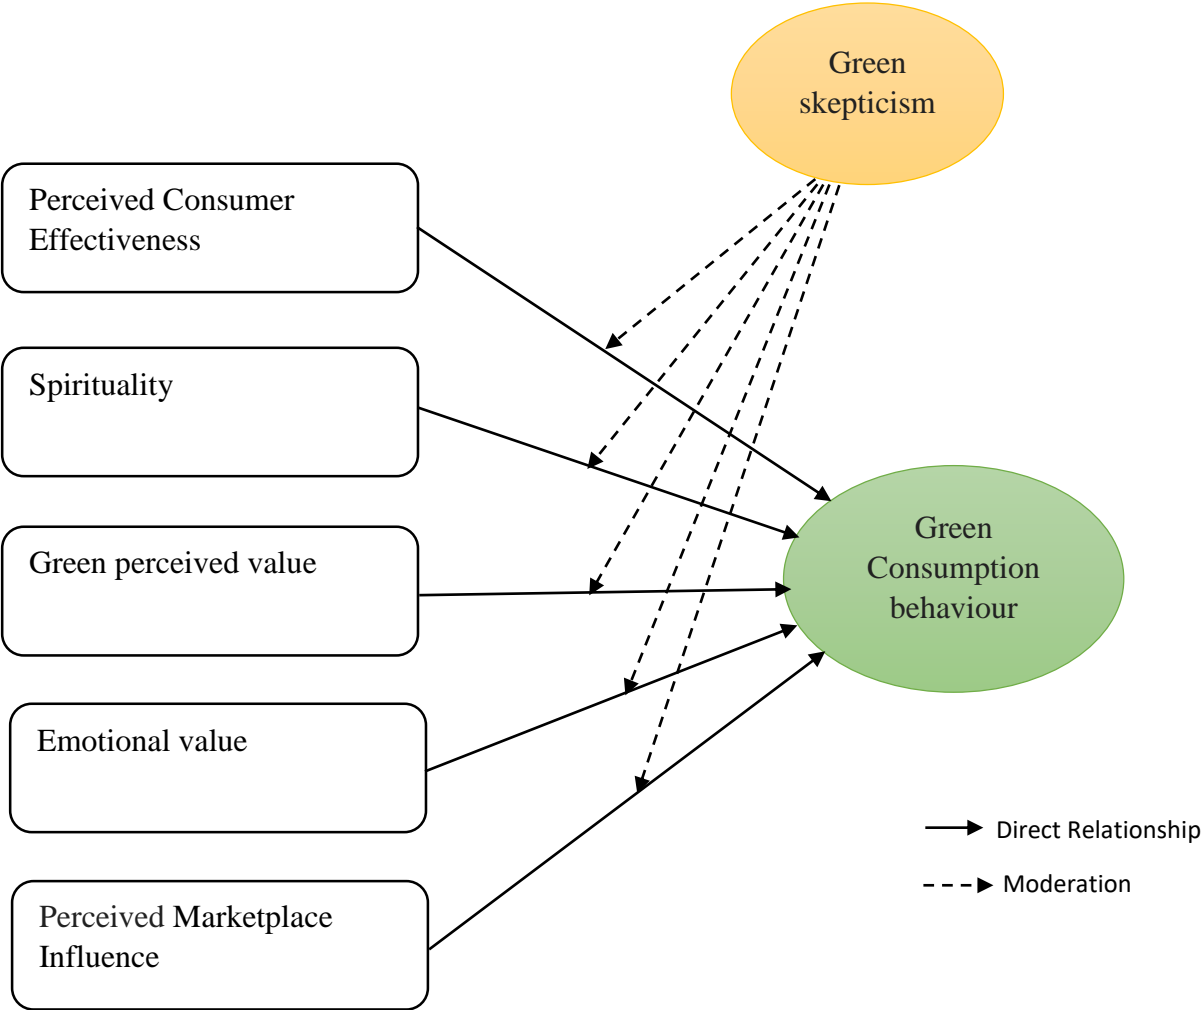 Green
skepticism
Perceived Consumer
Effectiveness
Spirituality
Green perceived value
Emotional value
Perceived Marketplace
Influence
Green
Consumption
behaviour
Direct Relationship
Moderation